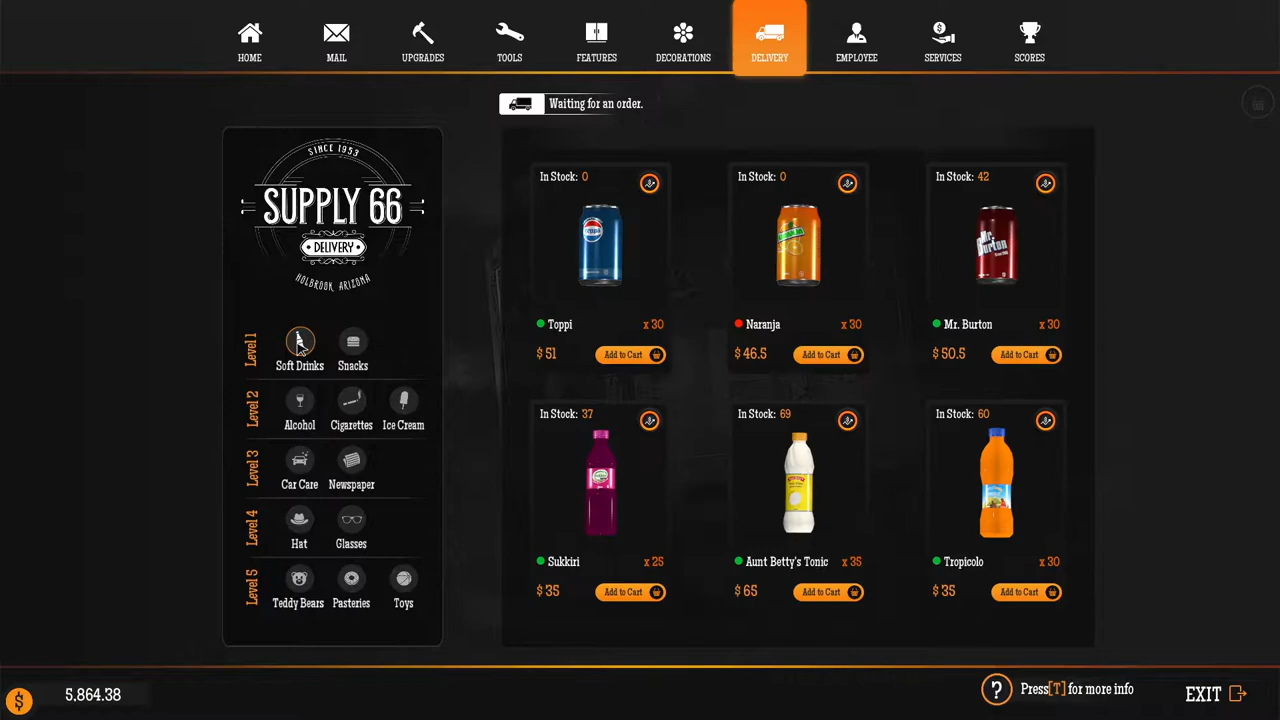 HOME
MAIL
UPGRADES
TOOLS
FEATURES
DECORATIONS
DELIVERY
EMPLOYEE
SERVICES
SCORES
Waiting for an order.
SINCE 1953
SUPPLY 66
DELIVERY
HOLBROOK, ARIZONA
Level 1
Soft Drinks
Snacks
Level 2
Alcohol
Cigarettes
Ice Cream
Level 3
Car Care
Newspaper
Level 4
Hat
Glasses
Level 5
Teddy Bears
Pasteries
Toys
In Stock: 0
Toppi x 30
$ 51 Add to Cart
In Stock: 0
Naranja x 30
$ 46.5 Add to Cart
In Stock: 42
Mr. Burton
Mr. Burton x 30
$ 50.5 Add to Cart
In Stock: 37
Sukkiri x 25
$ 35 Add to Cart
In Stock: 69
Aunt Betty's Tonic x 35
$ 65 Add to Cart
In Stock: 60
Tropicolo x 30
$ 35 Add to Cart
$ 5,864.38
? Press[T] for more info
EXIT